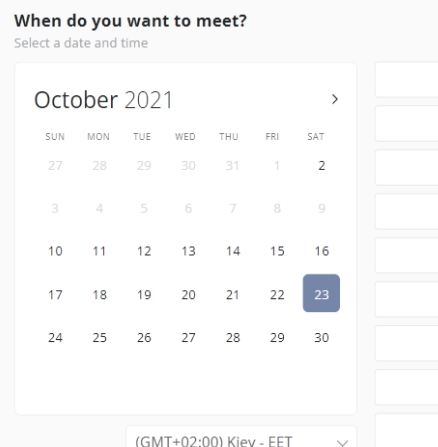 When do you want to meet?
Select a date and time
October 2021 >
SUN MON TUE WED THU FRI SAT
27 28 29 30 31 1 2
3 4 5 6 7 8 9
10 11 12 13 14 15 16
17 18 19 20 21 22 23
24 25 26 27 28 29 30
(GMT+02:00) Kiev - EET